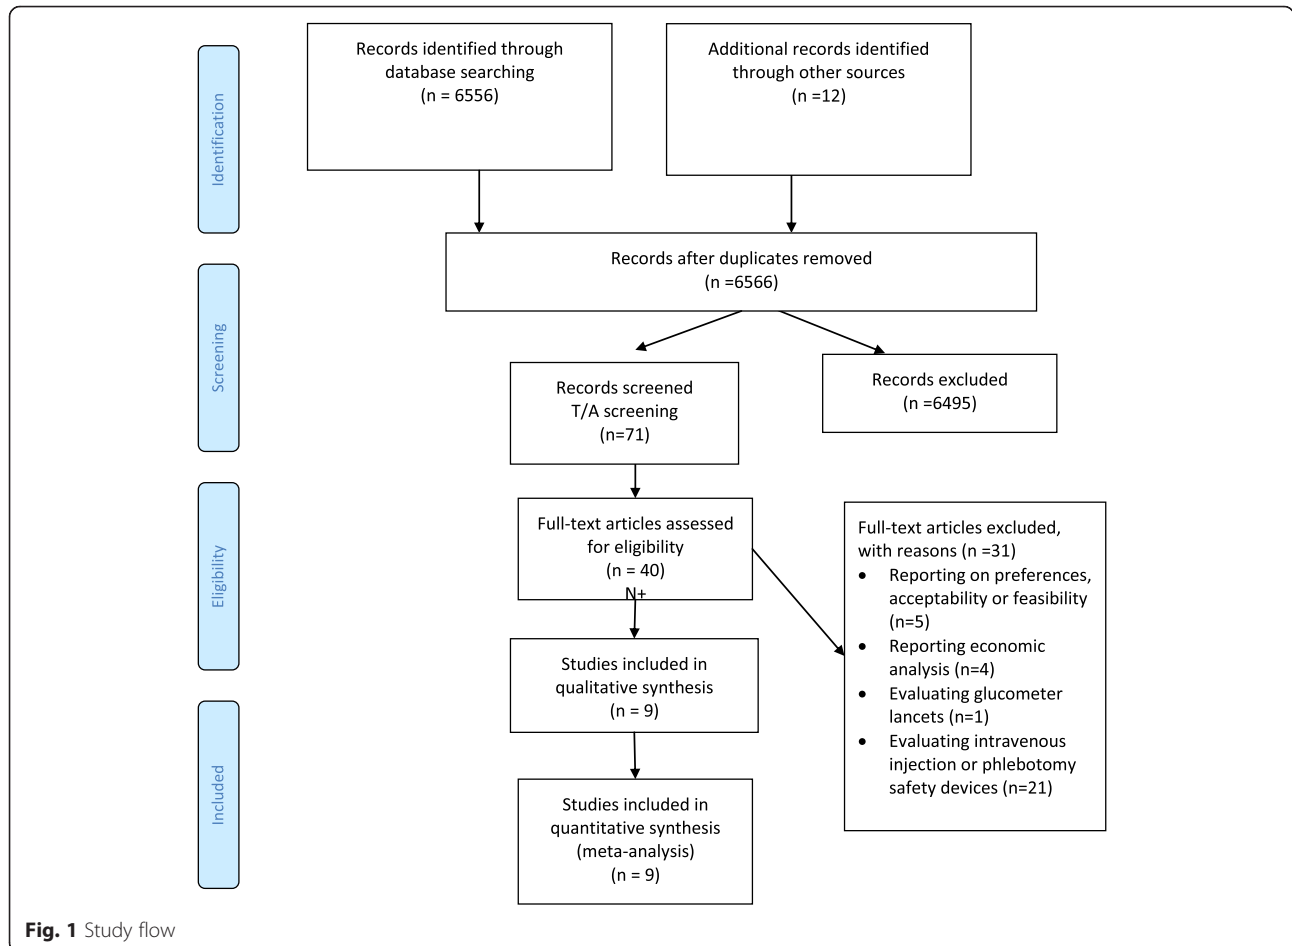 Identification
Records identified through
database searching
(n = 6556)
Additional records identified
through other sources
(n =12)
Records after duplicates removed
(n =6566)
Screening
Records screened
T/A screening
(n=71)
Records excluded
(n =6495)
Eligibility
Full-text articles assessed
for eligibility
(n = 40)
N+
Full-text articles excluded,
with reasons (n =31)
• Reporting on preferences,
acceptability or feasibility
(n=5)
• Reporting economic
analysis (n=4)
• Evaluating glucometer
lancets (n=1)
• Evaluating intravenous
injection or phlebotomy
safety devices (n=21)
Studies included in
qualitative synthesis
(n = 9)
Included
Studies included in
quantitative synthesis
(meta-analysis)
(n = 9)
Fig. 1 Study flow